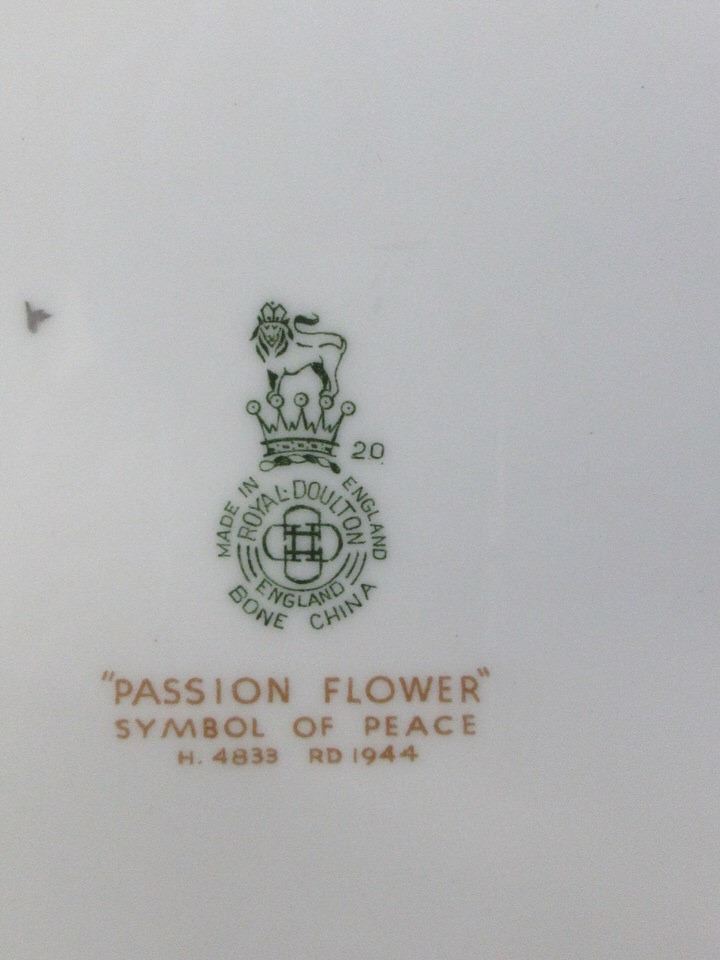 20
MADE IN ENGLAND
ROYAL·DOULTON
ENGLAND
BONE CHINA
"PASSION FLOWER"
SYMBOL OF PEACE
H. 4833 RD 1944